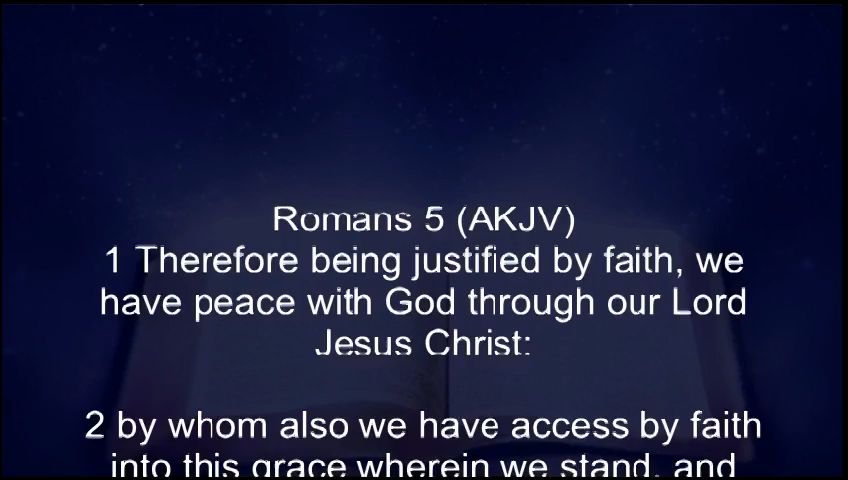 Romans 5 (AKJV)
1 Therefore being justified by faith, we
have peace with God through our Lord
Jesus Christ:
2 by whom also we have access by faith
into this grace wherein we stand, and